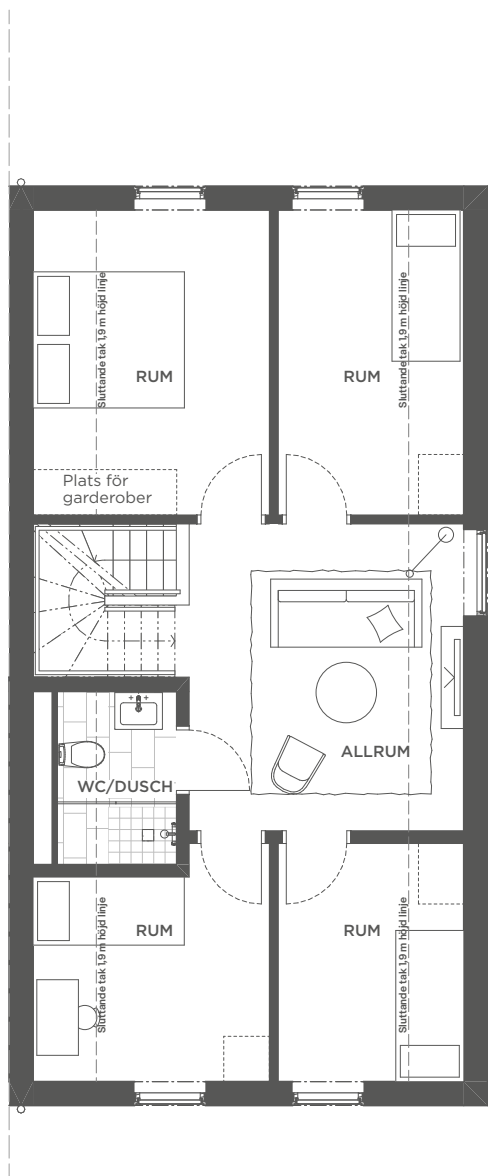 Sluttande tak 1,9 m höjd linje
Sluttande tak 1,9 m höjd linje
RUM
RUM
Plats för
garderober
ALLRUM
WC/DUSCH
RUM
RUM
Sluttande tak 1,9 m höjd linje
Sluttande tak 1,9 m höjd linje